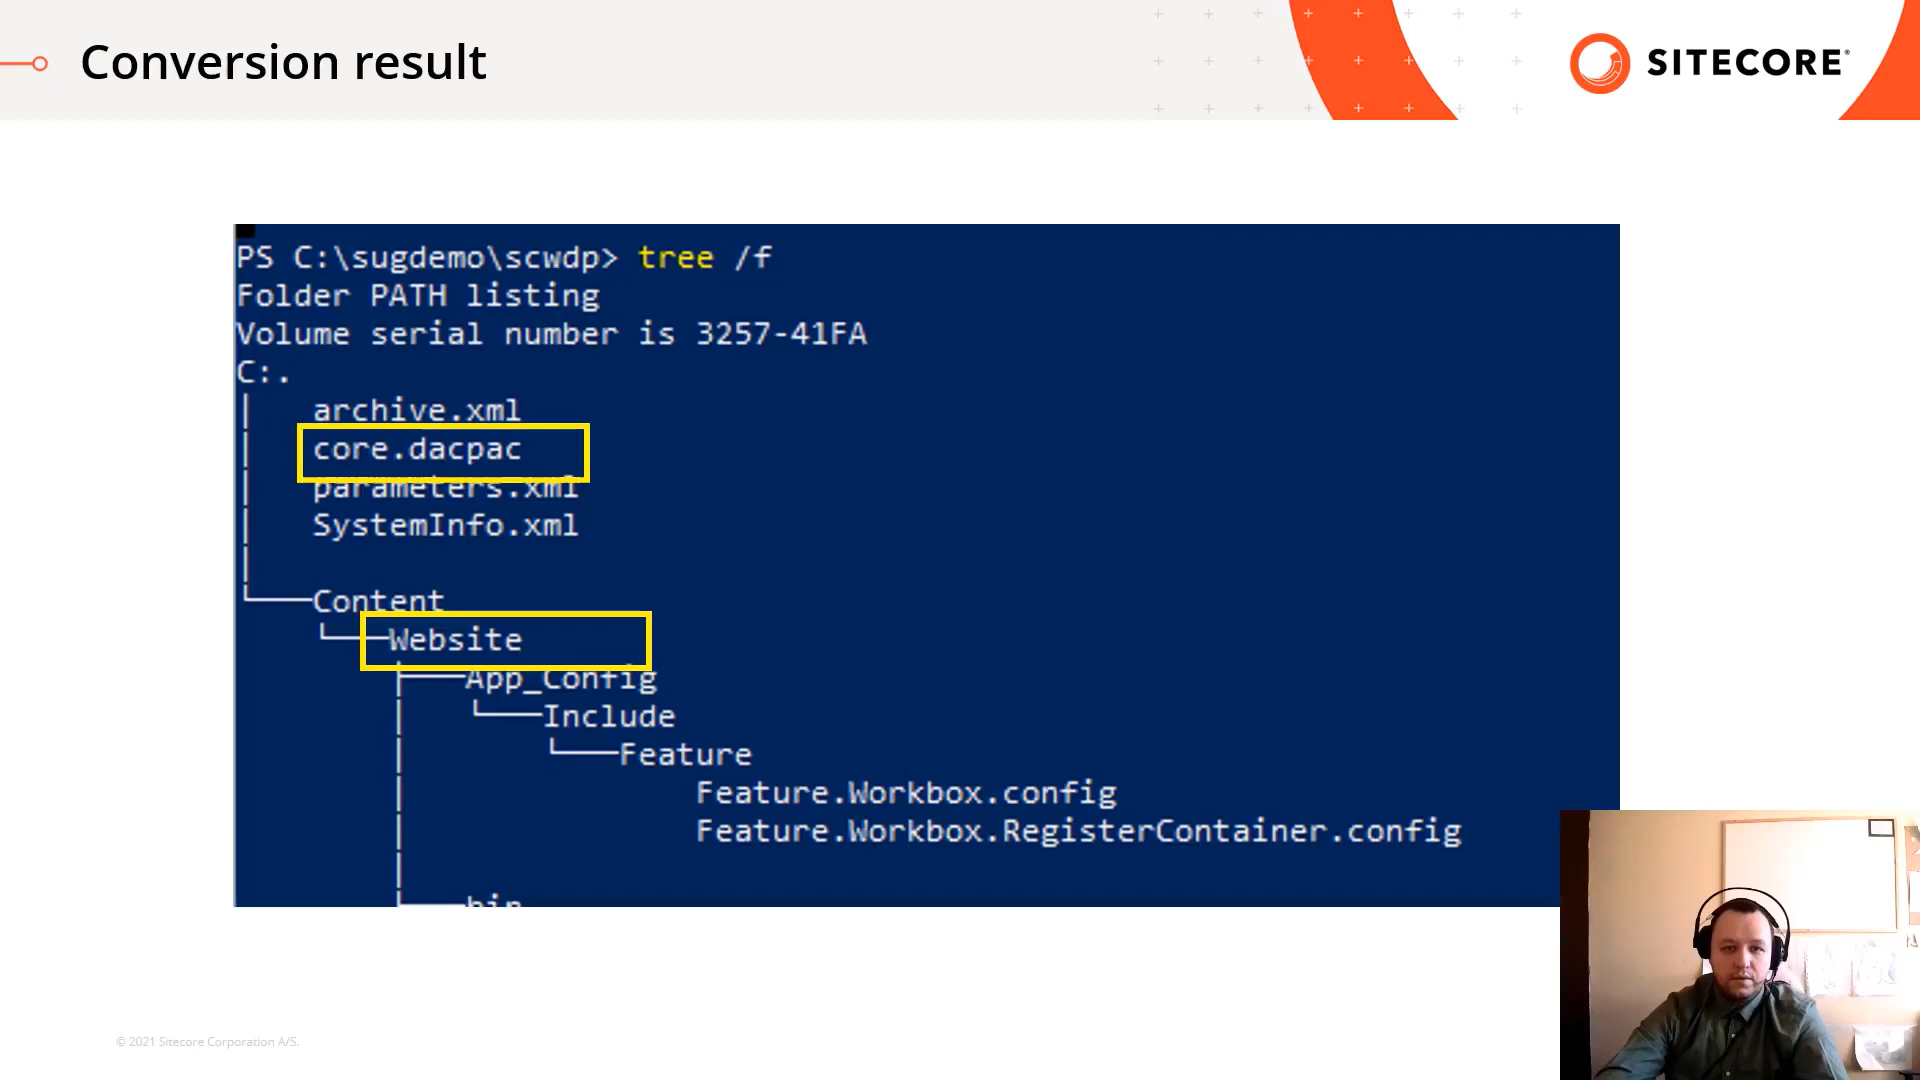 Conversion result
SITECORE
PS C:\sugdemo\scwdp> tree /f
Folder PATH listing
Volume serial number is 3257-41FA
C:.
archive.xml
core.dacpac
parameters.xml
SystemInfo.xml
Content
Website
App_Config
Include
Feature
Feature.Workbox.config
Feature.Workbox.RegisterContainer.config
bin
© 2021 Sitecore Corporation A/S.